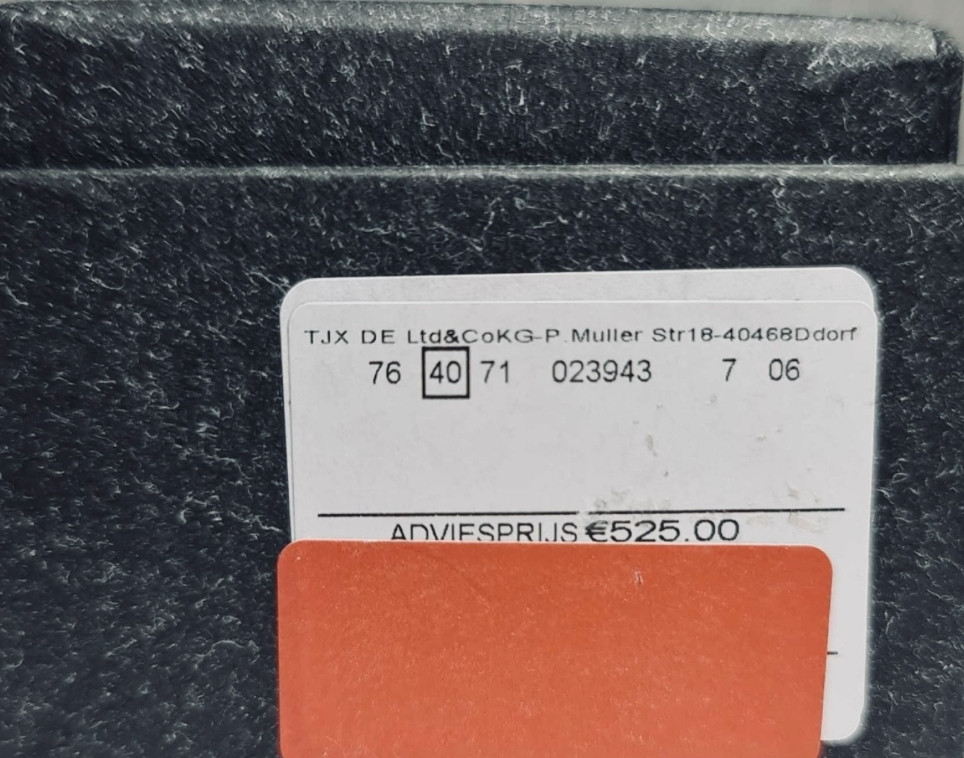 TJX DE Ltd&CoKG-P.Muller Str18-40468Ddorf
76 40 71 023943 7 06
ADVIESPRIJS €525.00